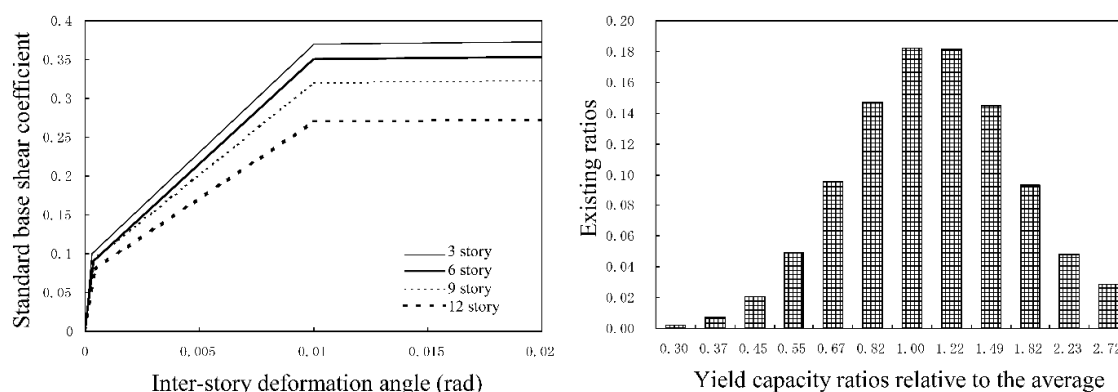 Standard base shear coefficient
0.4
0.35
0.3
0.25
0.2
0.15
0.1
0.05
0
0 0.005 0.01 0.015 0.02
Inter-story deformation angle (rad)
3 story
6 story
9 story
12 story
Existing ratios
0.20
0.18
0.16
0.14
0.12
0.10
0.08
0.06
0.04
0.02
0.00
0.30 0.37 0.45 0.55 0.67 0.82 1.00 1.22 1.49 1.82 2.23 2.72
Yield capacity ratios relative to the average